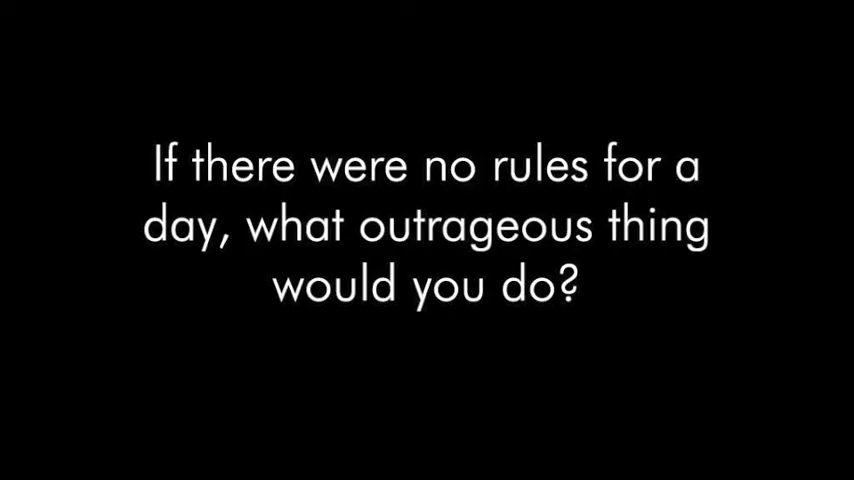 If there were no rules for a
day, what outrageous thing
would you do?